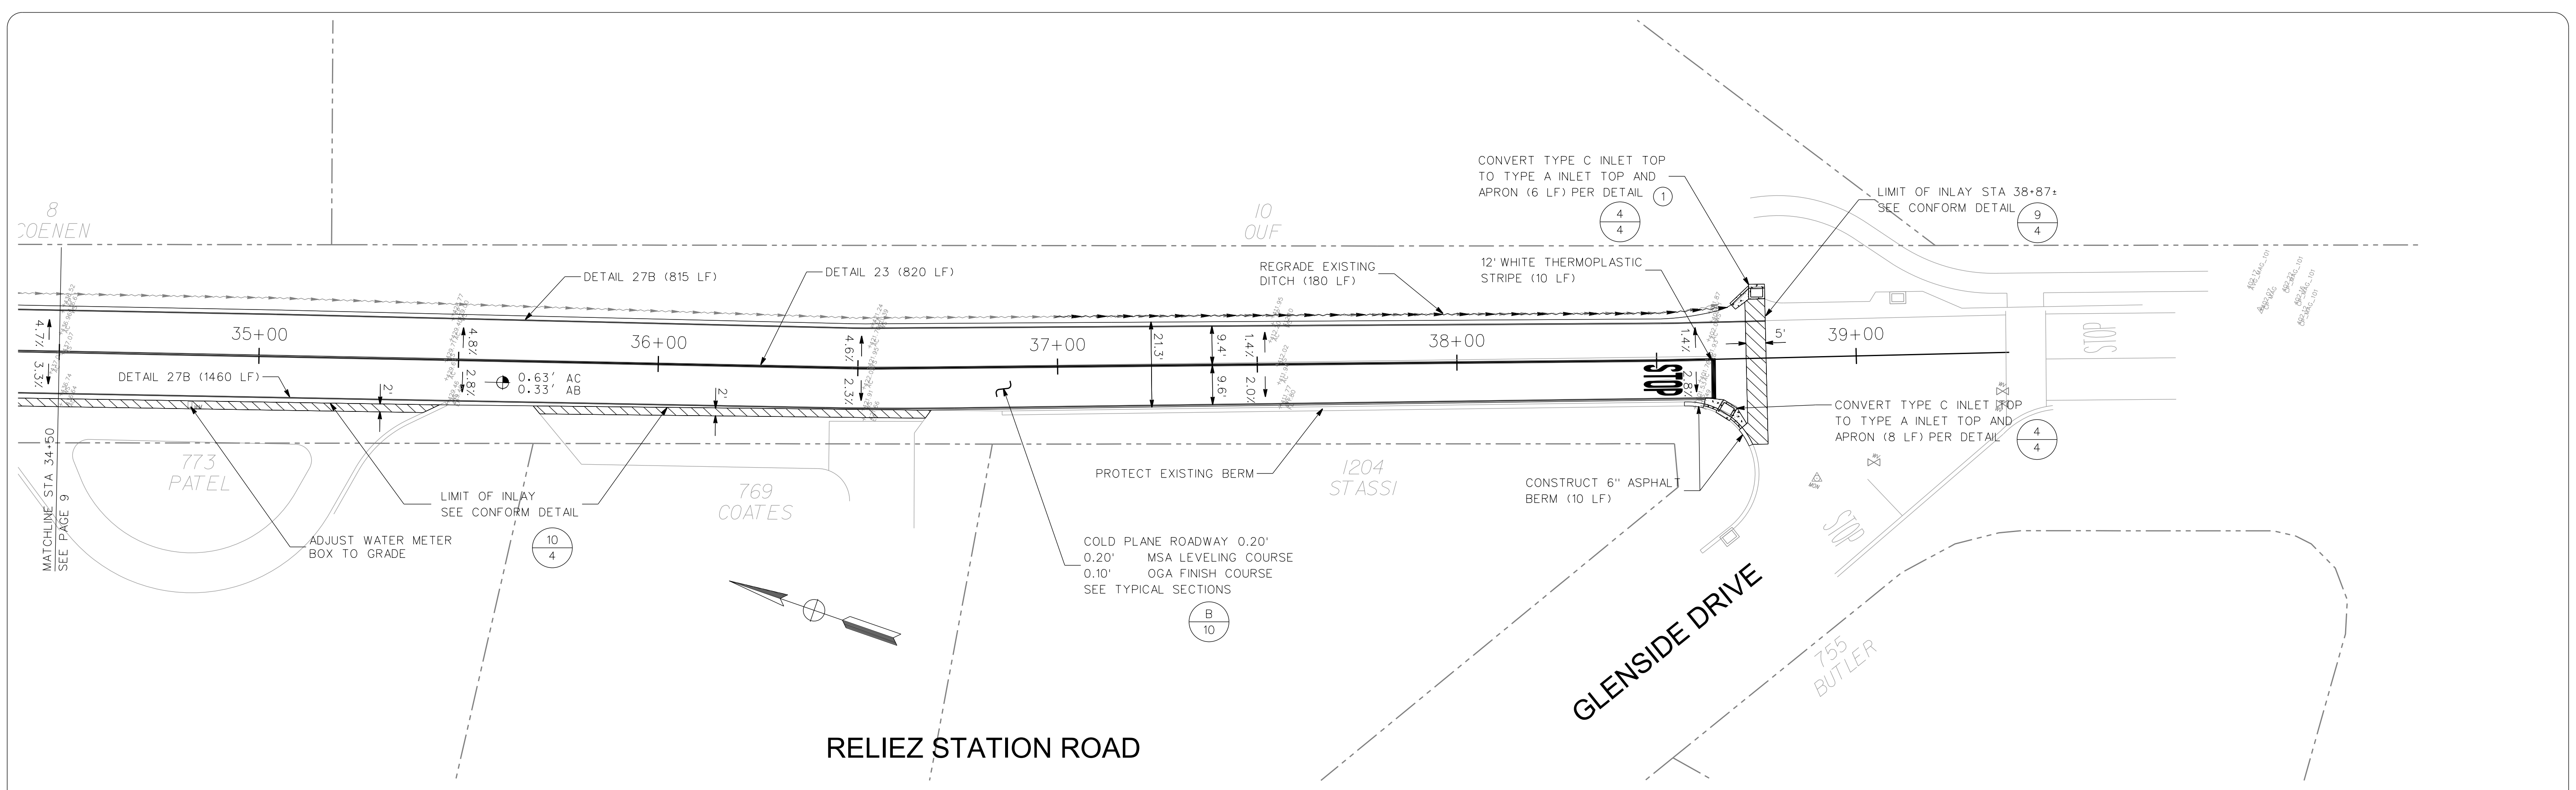 8
COENEN
10
OUF
CONVERT TYPE C INLET TOP
TO TYPE A INLET TOP AND
APRON (6 LF) PER DETAIL 1
4
4
LIMIT OF INLAY STA 38+87±
SEE CONFORM DETAIL
9
4
DETAIL 27B (815 LF)
DETAIL 23 (820 LF)
REGRADE EXISTING
DITCH (180 LF)
12' WHITE THERMOPLASTIC
STRIPE (10 LF)
4.7%
35+00
4.8%
36+00
4.6%
37+00
21.3'
9.4'
1.4%
38+00
1.4%
5'
39+00
STOP
3.3%
DETAIL 27B (1460 LF)
2'
2.8%
0.63' AC
0.33' AB
2'
2.3%
9.6'
2.0%
STOP
2.8%
CONVERT TYPE C INLET TOP
TO TYPE A INLET TOP AND
APRON (8 LF) PER DETAIL
4
4
MATCHLINE STA 34+50
SEE PAGE 9
773
PATEL
LIMIT OF INLAY
SEE CONFORM DETAIL
10
4
769
COATES
PROTECT EXISTING BERM
1204
STASSI
CONSTRUCT 6" ASPHALT
BERM (10 LF)
MON
STOP
ADJUST WATER METER
BOX TO GRADE
COLD PLANE ROADWAY 0.20'
0.20' MSA LEVELING COURSE
0.10' OGA FINISH COURSE
SEE TYPICAL SECTIONS
B
10
GLENSIDE DRIVE
755
BUTLER
RELIEZ STATION ROAD